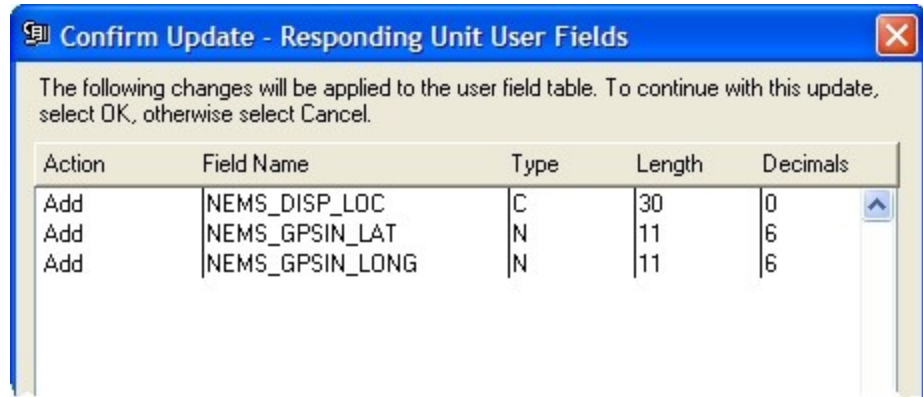 Confirm Update - Responding Unit User Fields
The following changes will be applied to the user field table. To continue with this update,
select OK, otherwise select Cancel.
Action Field Name Type Length Decimals
Add NEMS_DISP_LOC C 30 0
Add NEMS_GPSIN_LAT N 11 6
Add NEMS_GPSIN_LONG N 11 6